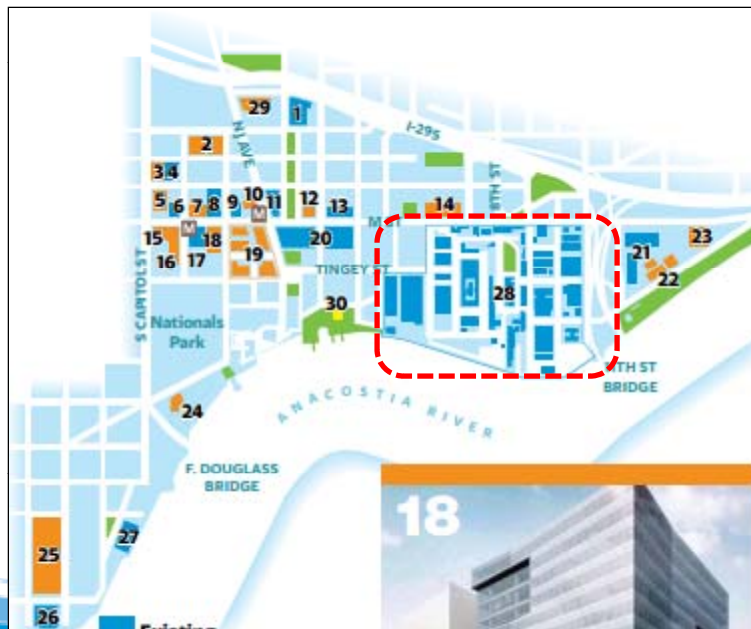 29
1
I-295
NJ AVE
2
8TH ST
3 4
5 6 7 8 9 10 11 12 13
14
M
M ST
M
15
16 17 18 19 20
21 23
22
TINGEY ST
28
S CAPITOL ST
30
Nationals
Park
11TH ST
BRIDGE
24
ANACOSTIA RIVER
F. DOUGLASS
BRIDGE
18
25
27
26
Existing